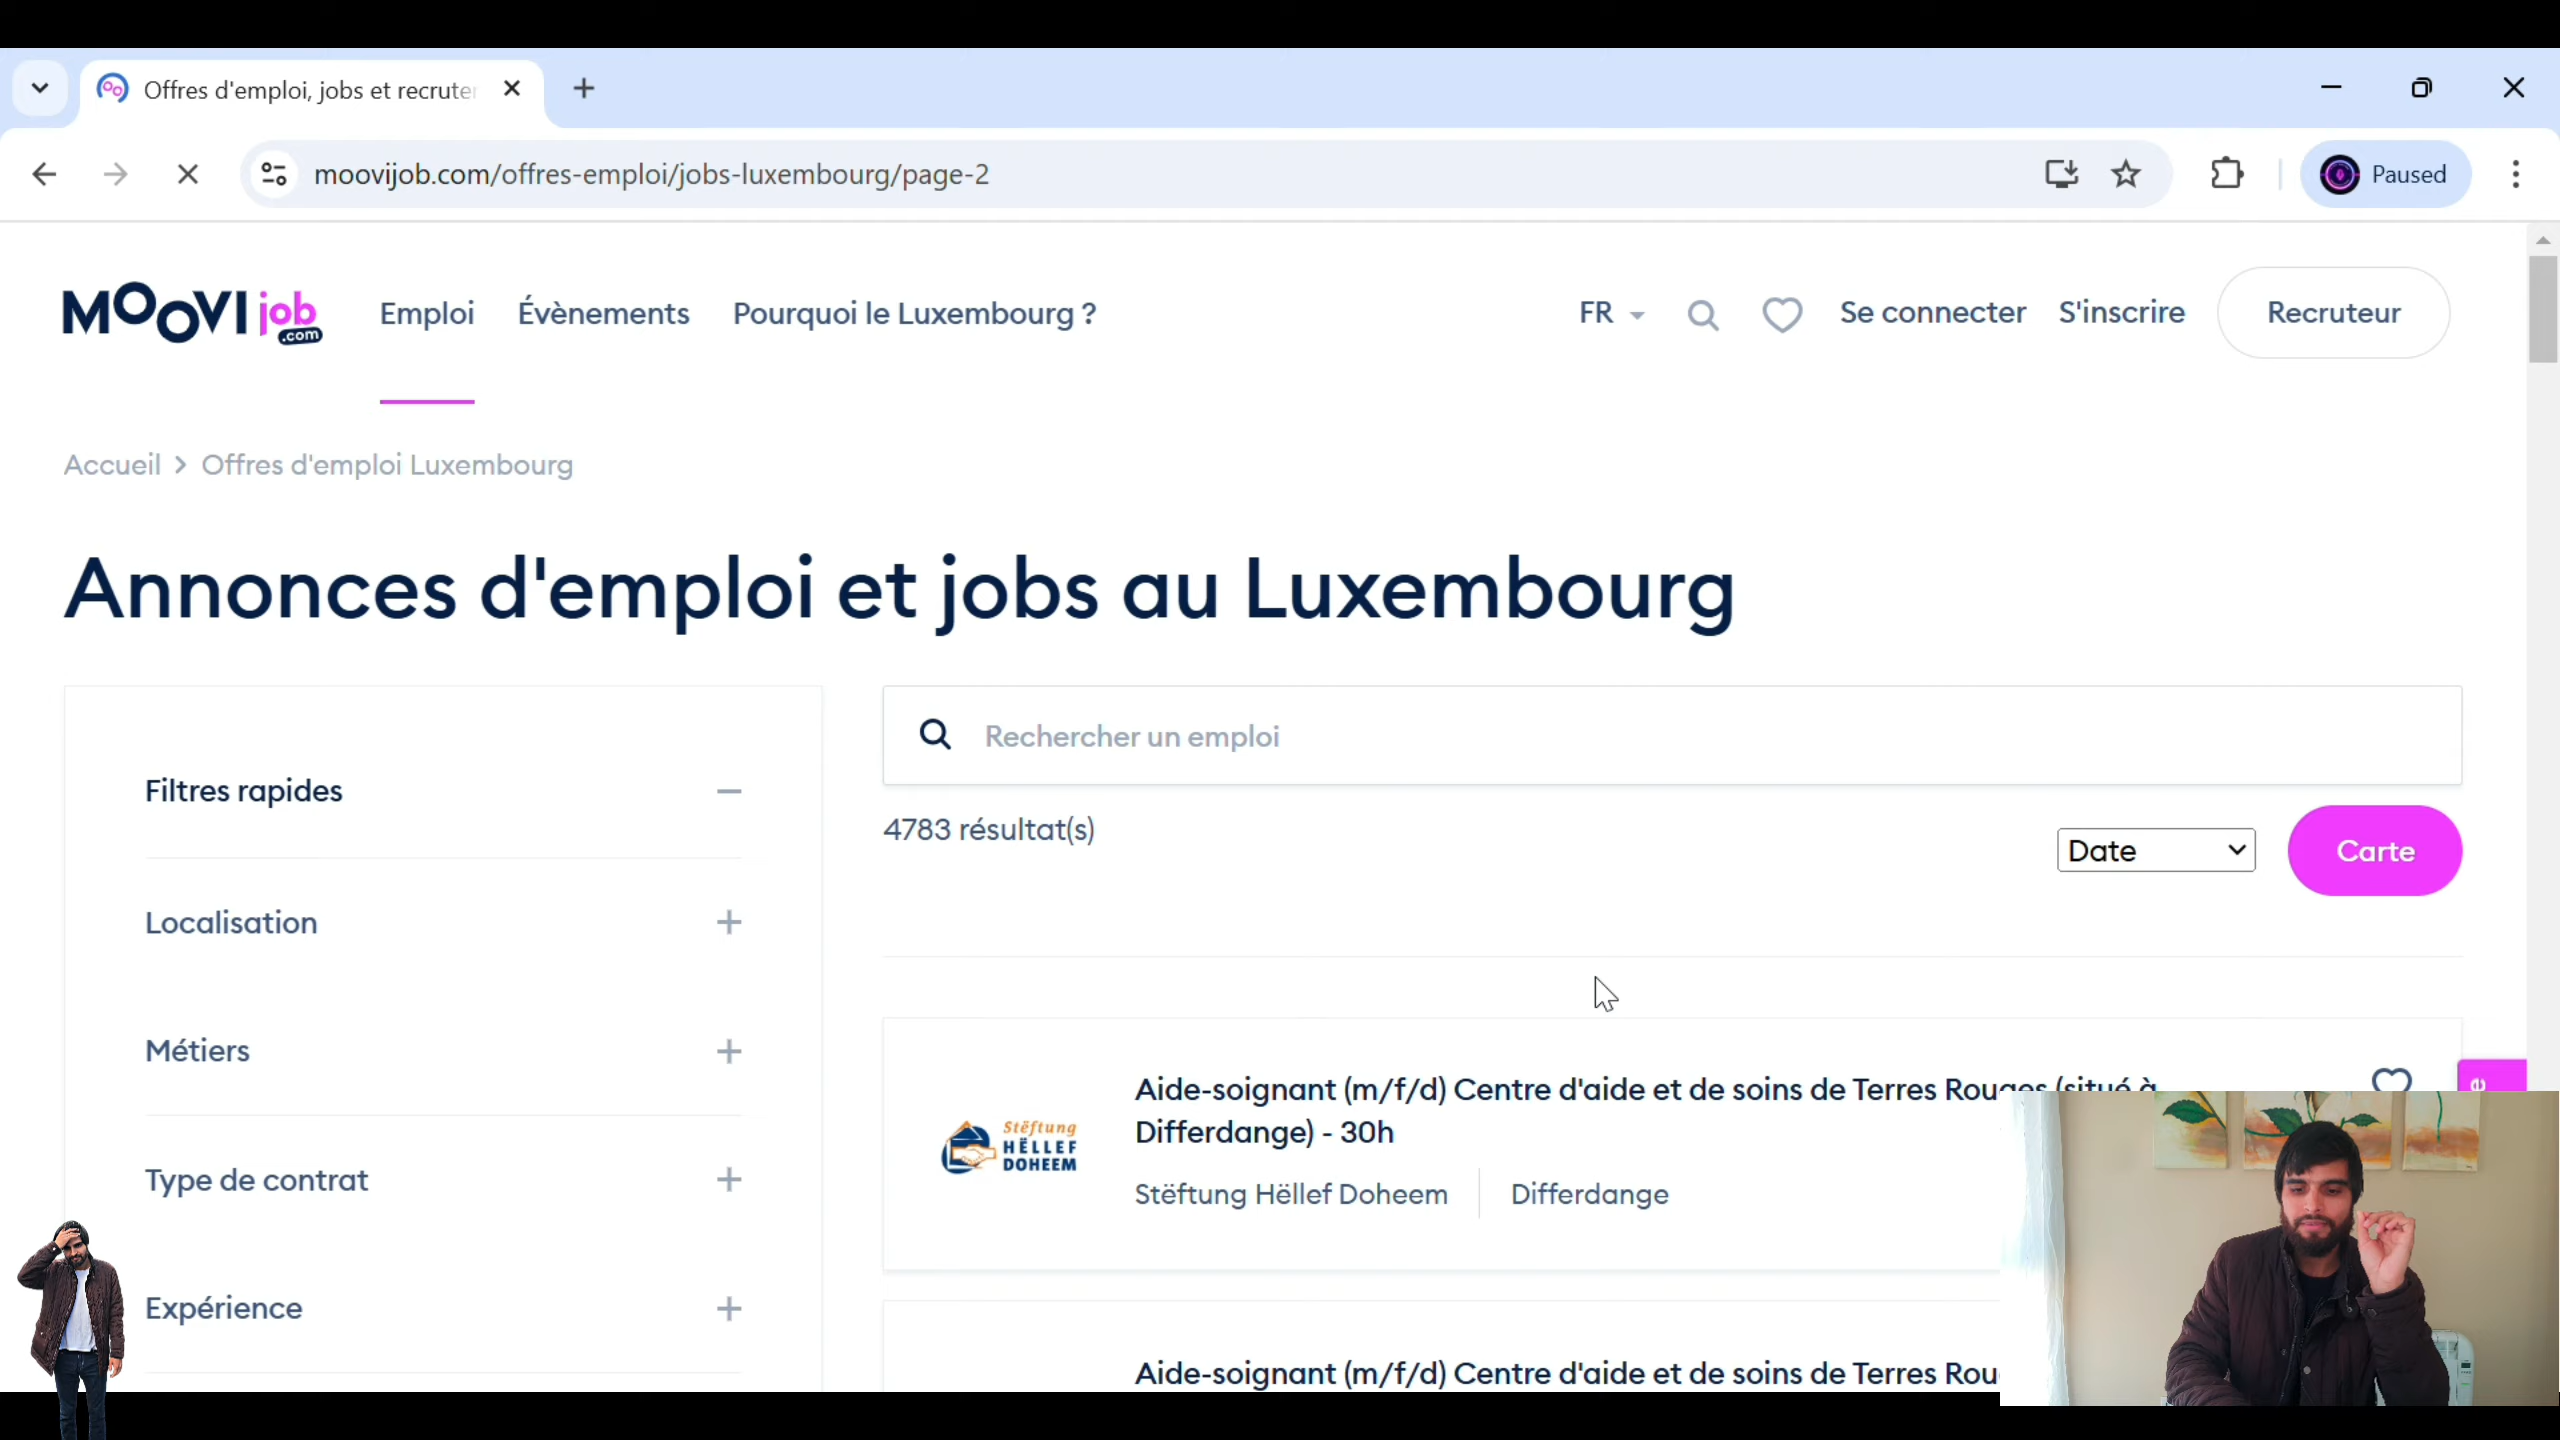 Offres d'emploi, jobs et recrute
moovijob.com/offres-emploi/jobs-luxembourg/page-2
Paused
MOOVI job .com
Emploi
Évènements
Pourquoi le Luxembourg ?
FR
Se connecter
S'inscrire
Recruteur
Accueil > Offres d'emploi Luxembourg
Annonces d'emploi et jobs au Luxembourg
Rechercher un emploi
Filtres rapides
4783 résultat(s)
Date
Carte
Localisation
Métiers
Type de contrat
Expérience
Stëftung
HËLLEF
DOHEEM
Aide-soignant (m/f/d) Centre d'aide et de soins de Terres Rouges (situé à
Differdange) - 30h
Stëftung Hëllef Doheem
Differdange
Aide-soignant (m/f/d) Centre d'aide et de soins de Terres Rou